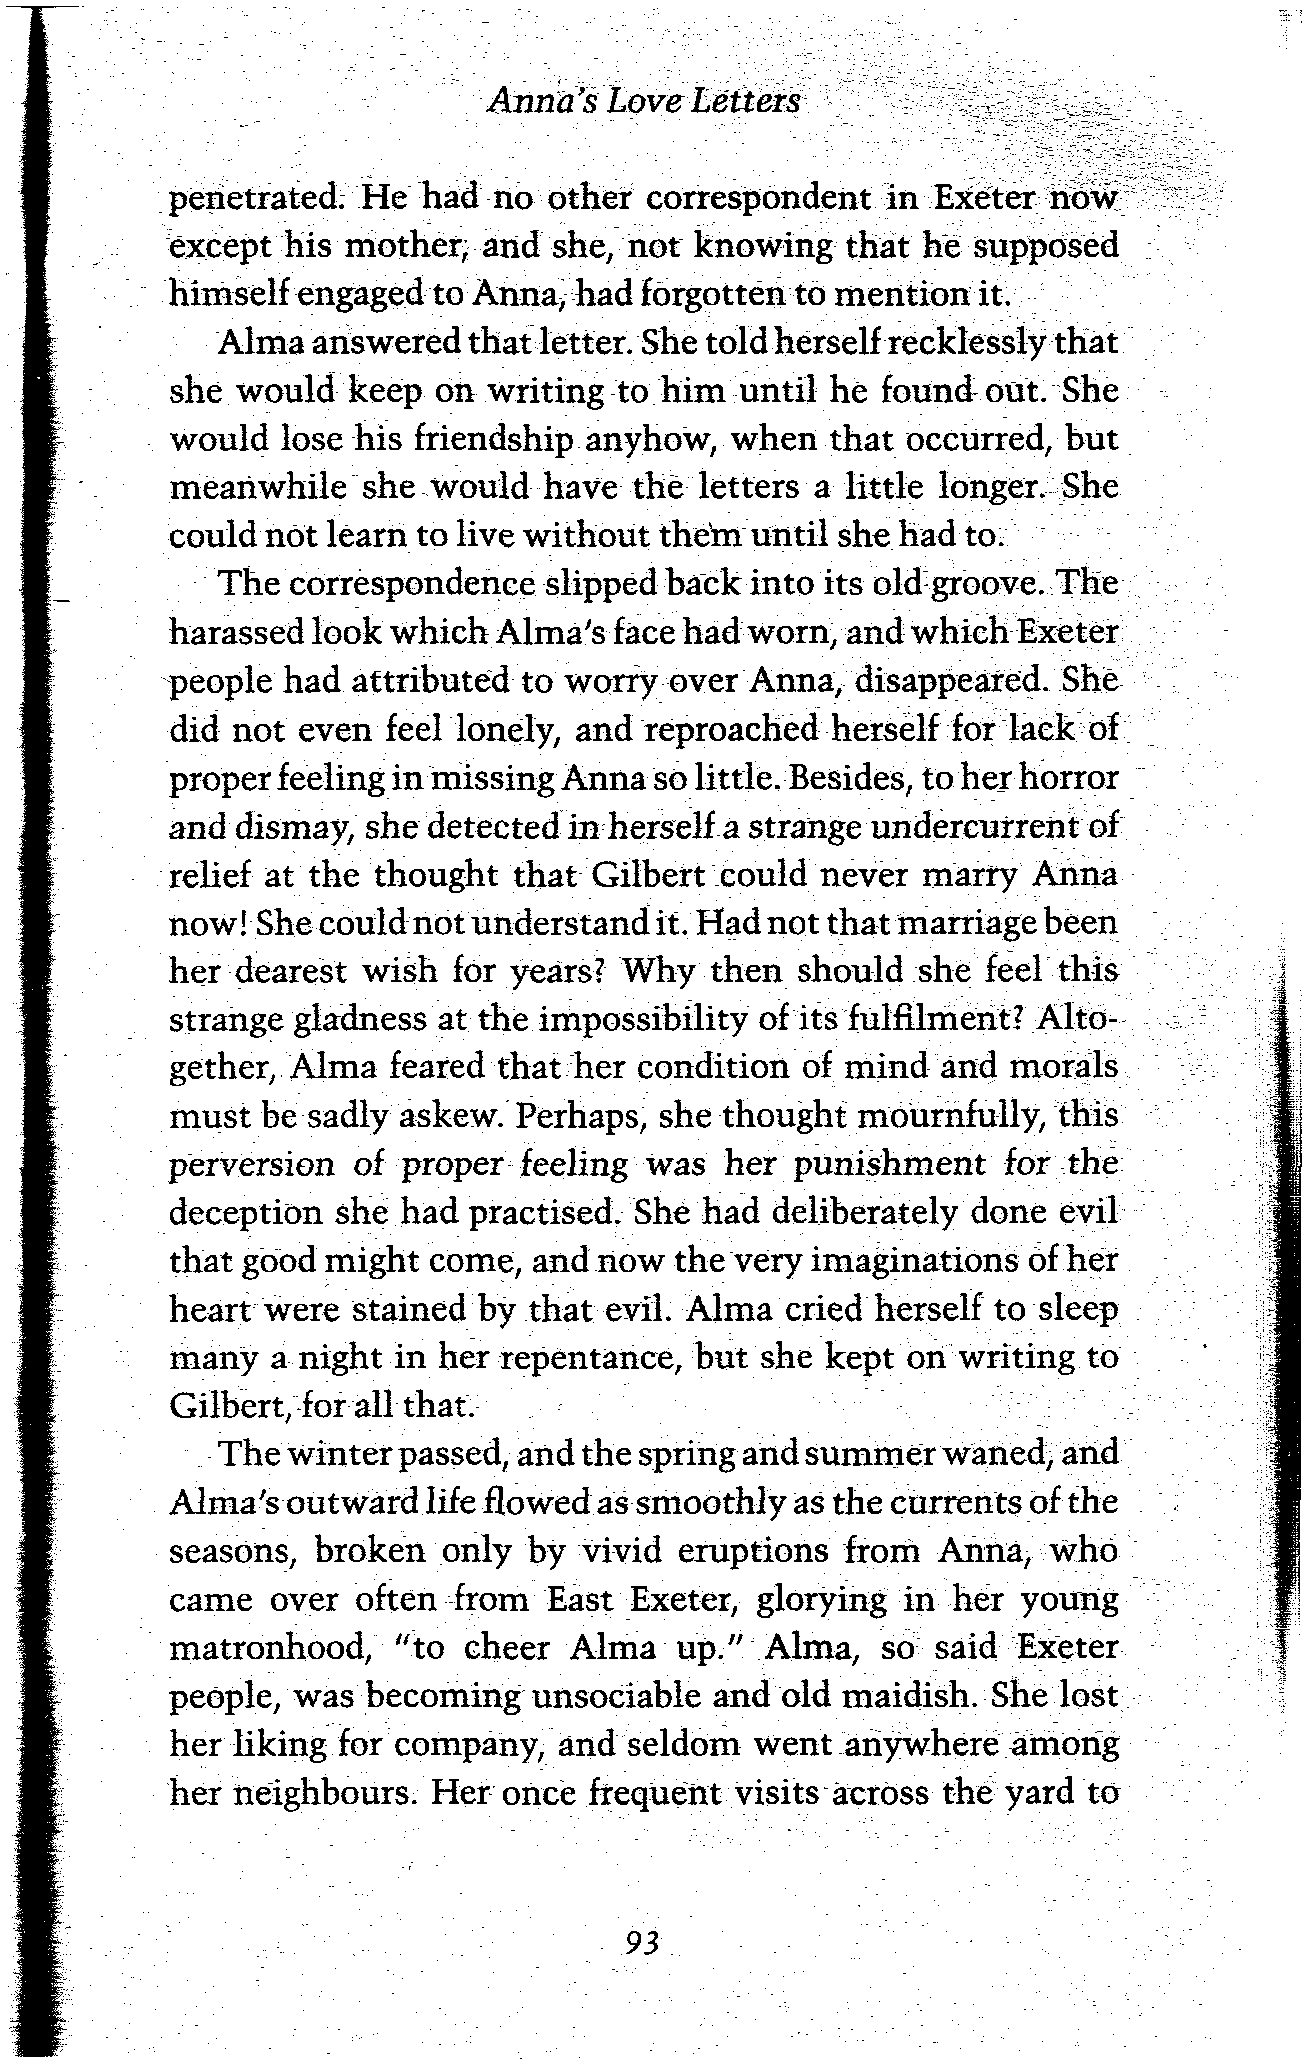 Anna's Love Letters
penetrated. He had no other correspondent in Exeter now
except his mother, and she, not knowing that he supposed
himself engaged to Anna, had forgotten to mention it.
Alma answered that letter. She told herself recklessly that
she would keep on writing to him until he found out. She
would lose his friendship anyhow, when that occurred, but
meanwhile she would have the letters a little longer. She
could not learn to live without them until she had to.
The correspondence slipped back into its old groove. The
harassed look which Alma's face had worn, and which Exeter
people had attributed to worry over Anna, disappeared. She
did not even feel lonely, and reproached herself for lack of
proper feeling in missing Anna so little. Besides, to her horror
and dismay, she detected in herself a strange undercurrent of
relief at the thought that Gilbert could never marry Anna
now! She could not understand it. Had not that marriage been
her dearest wish for years? Why then should she feel this
strange gladness at the impossibility of its fulfilment? Alto-
gether, Alma feared that her condition of mind and morals
must be sadly askew. Perhaps, she thought mournfully, this
perversion of proper feeling was her punishment for the
deception she had practised. She had deliberately done evil
that good might come, and now the very imaginations of her
heart were stained by that evil. Alma cried herself to sleep
many a night in her repentance, but she kept on writing to
Gilbert, for all that.
The winter passed, and the spring and summer waned, and
Alma's outward life flowed as smoothly as the currents of the
seasons, broken only by vivid eruptions from Anna, who
came over often from East Exeter, glorying in her young
matronhood, "to cheer Alma up." Alma, so said Exeter
people, was becoming unsociable and old maidish. She lost
her liking for company, and seldom went anywhere among
her neighbours. Her once frequent visits across the yard to
93